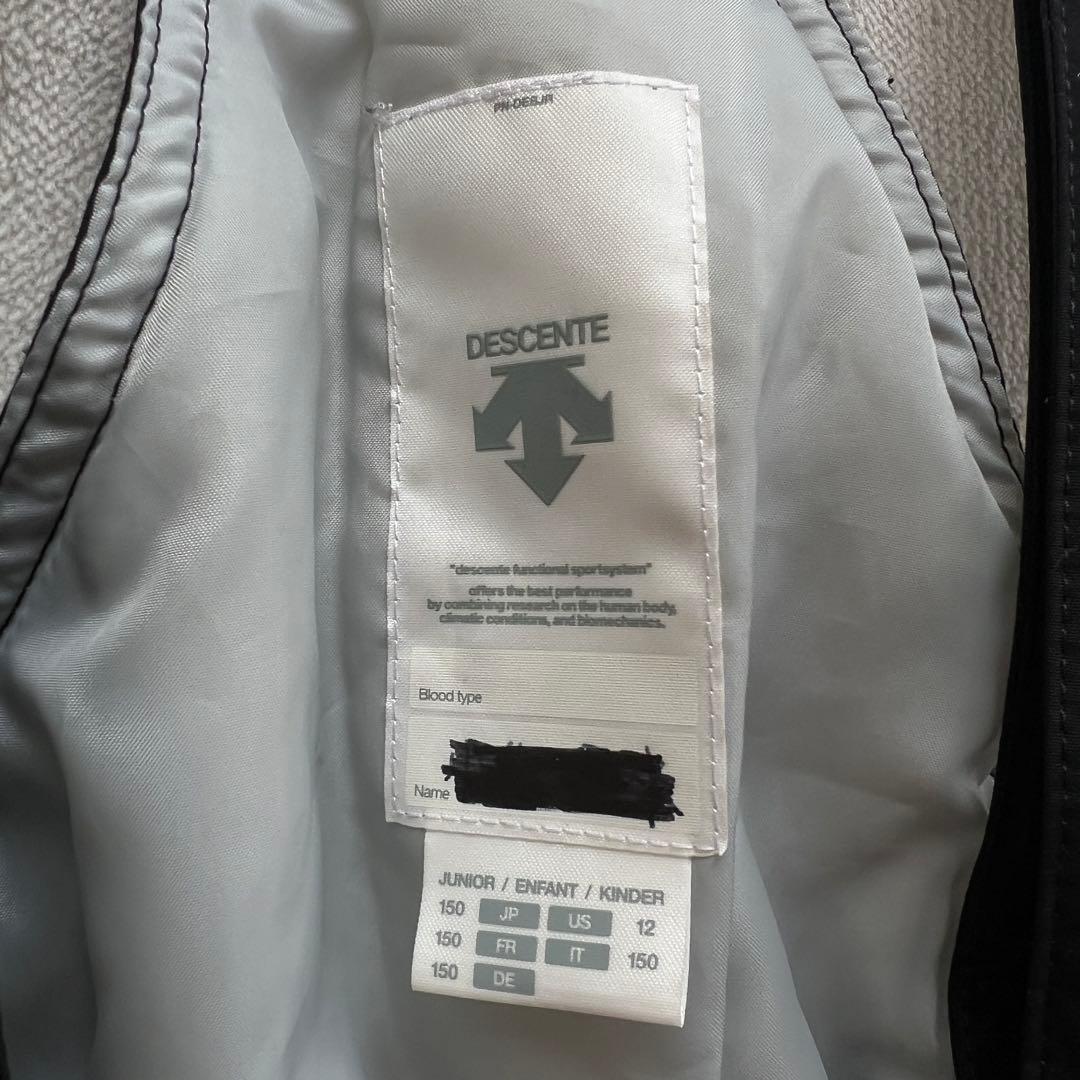 PN-DESJR
DESCENTE
"descente functional sportsystem"
offers the best performance
by combining research on the human body,
climatic conditions, and biomechanics.
Blood type
Name
JUNIOR / ENFANT / KINDER
150 JP US 12
150 FR IT 150
150 DE